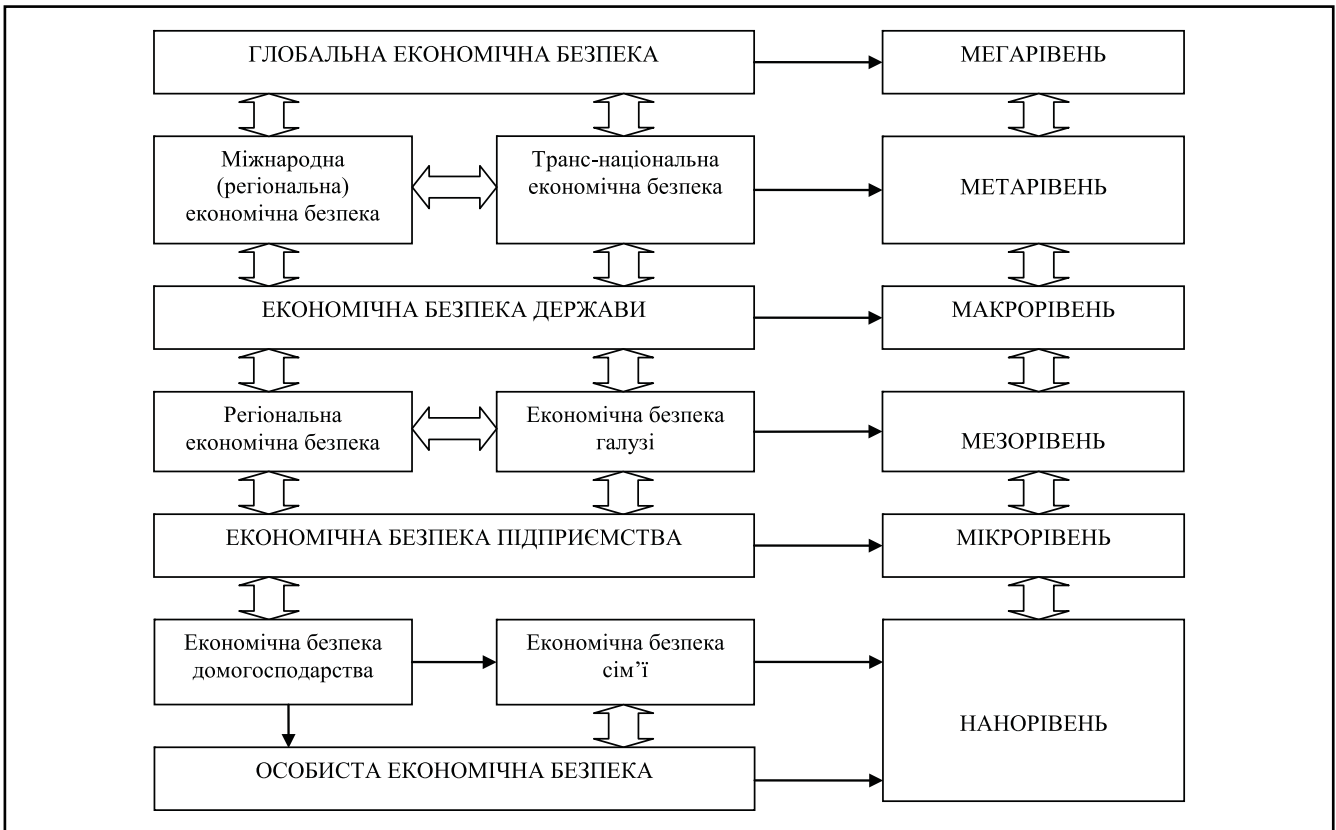 ГЛОБАЛЬНА ЕКОНОМІЧНА БЕЗПЕКА
МЕГАРІВЕНЬ
Міжнародна
(регіональна)
економічна безпека
Транс-національна
економічна безпека
МЕТАРІВЕНЬ
ЕКОНОМІЧНА БЕЗПЕКА ДЕРЖАВИ
МАКРОРІВЕНЬ
Регіональна
економічна безпека
Економічна безпека
галузі
МЕЗОРІВЕНЬ
ЕКОНОМІЧНА БЕЗПЕКА ПІДПРИЄМСТВА
МІКРОРІВЕНЬ
Економічна безпека
домогосподарства
Економічна безпека
сім’ї
НАНОРІВЕНЬ
ОСОБИСТА ЕКОНОМІЧНА БЕЗПЕКА